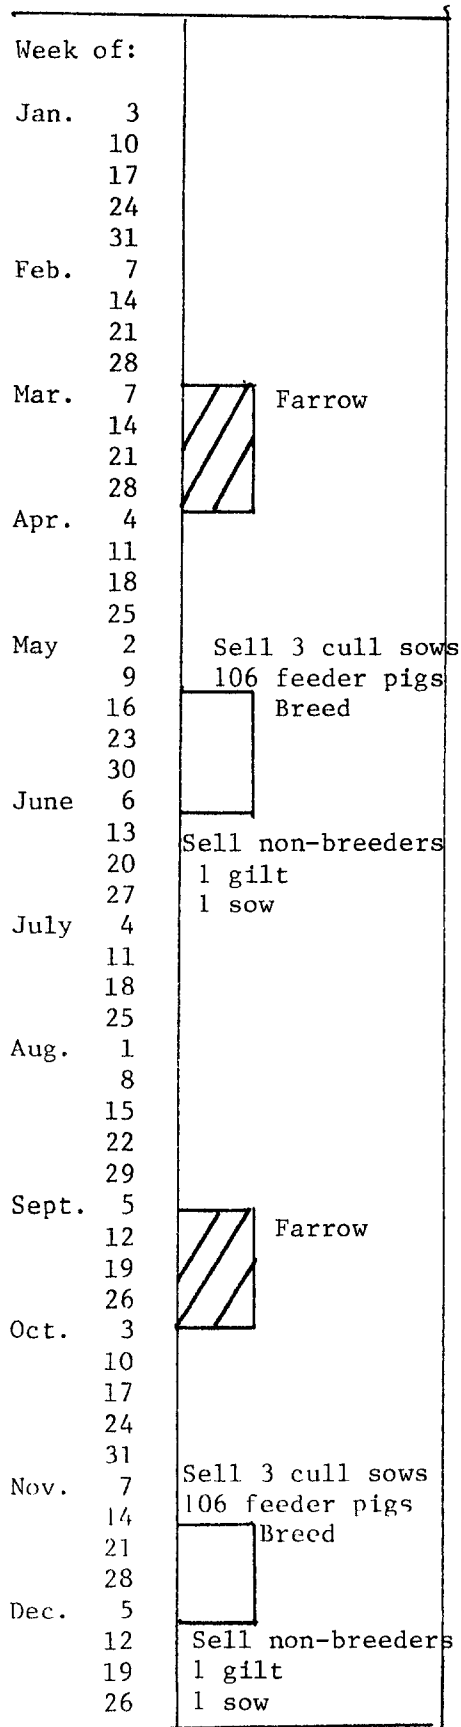 Week of:
Jan. 3
10
17
24
31
Feb. 7
14
21
28
Mar. 7 Farrow
14
21
28
Apr. 4
11
18
25
May 2 Sell 3 cull sows
9 106 feeder pigs
16 Breed
23
30
June 6
13 Sell non-breeders
20 1 gilt
27 1 sow
July 4
11
18
25
Aug. 1
8
15
22
29
Sept. 5
12 Farrow
19
26
Oct. 3
10
17
24
31
Nov. 7 Sell 3 cull sows
14 106 feeder pigs
21 Breed
28
Dec. 5
12 Sell non-breeders
19 1 gilt
26 1 sow